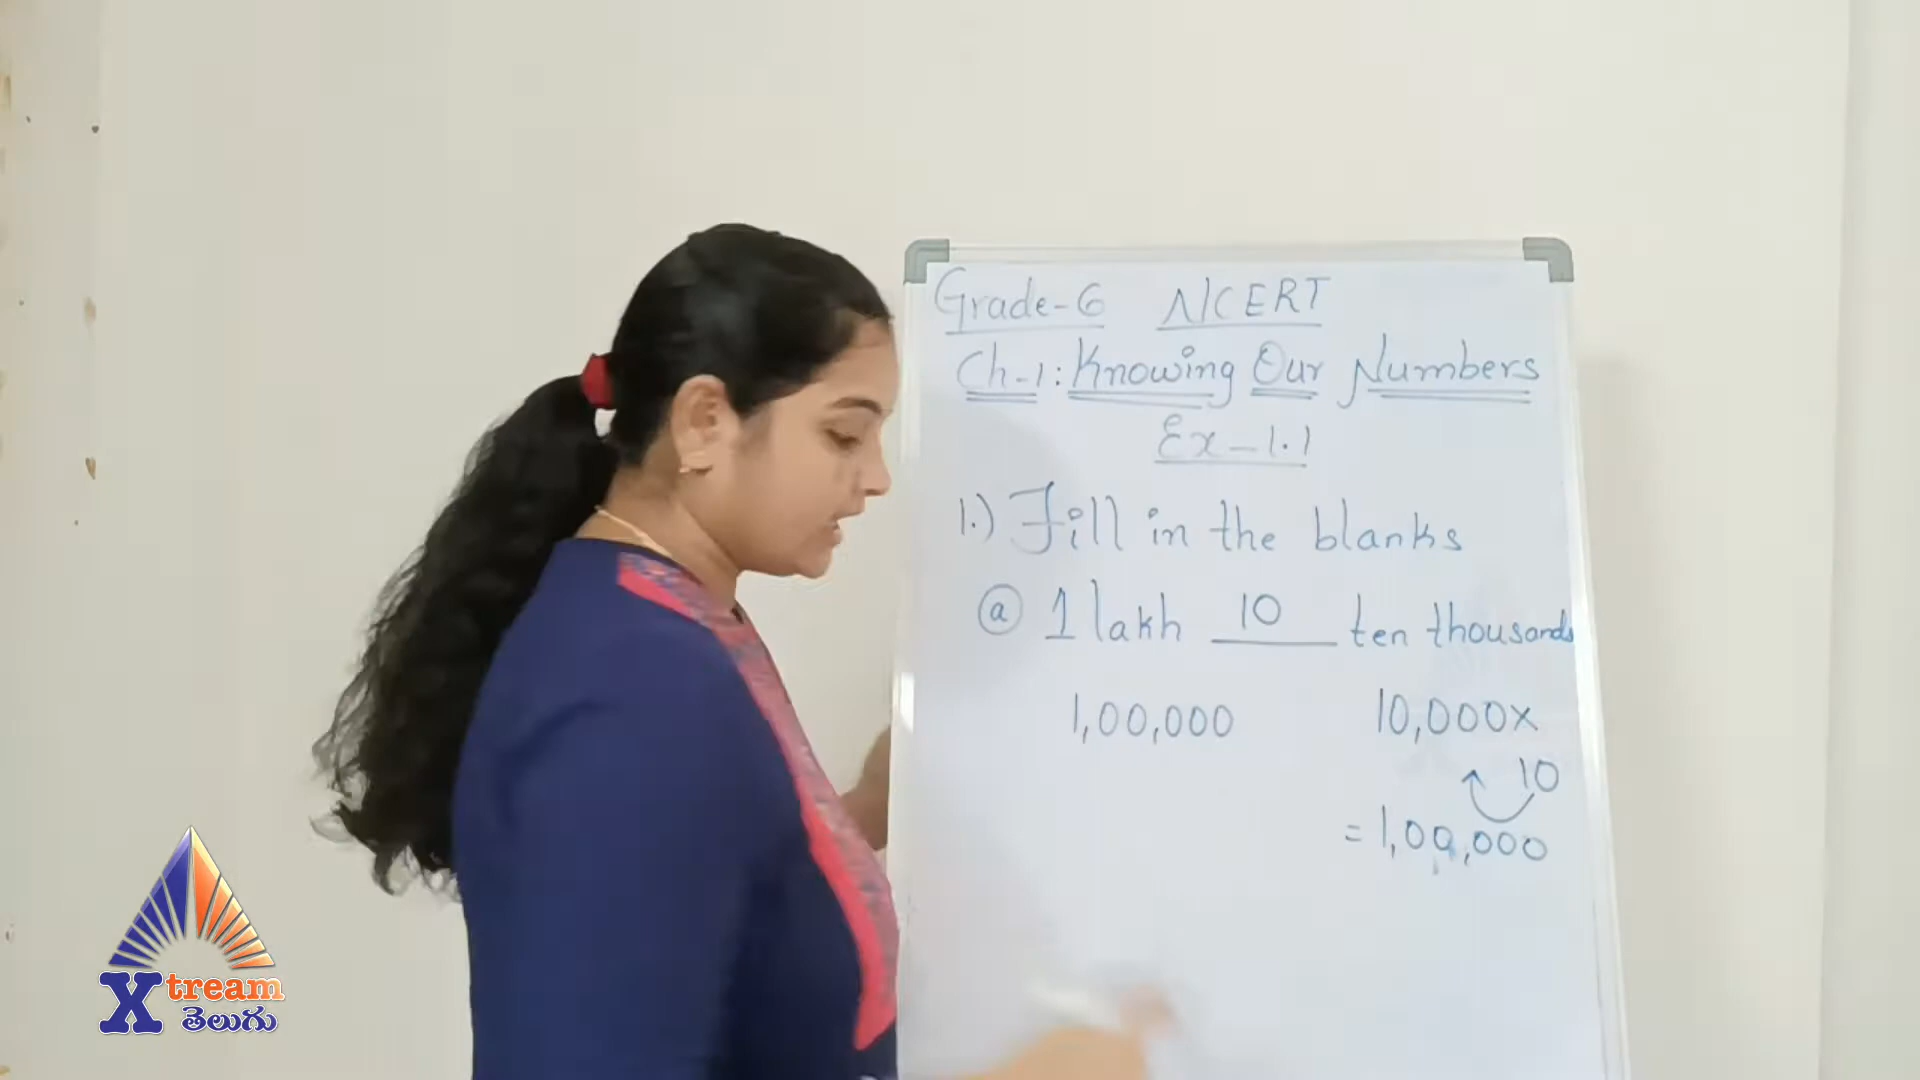 Grade-6 NCERT
Ch-1: Knowing Our Numbers
Ex-1.1
1.) Fill in the blanks
ⓐ 1 lakh 10 ten thousands
1,00,000 10,000x
10
= 1,00,000
Xtream
తెలుగు